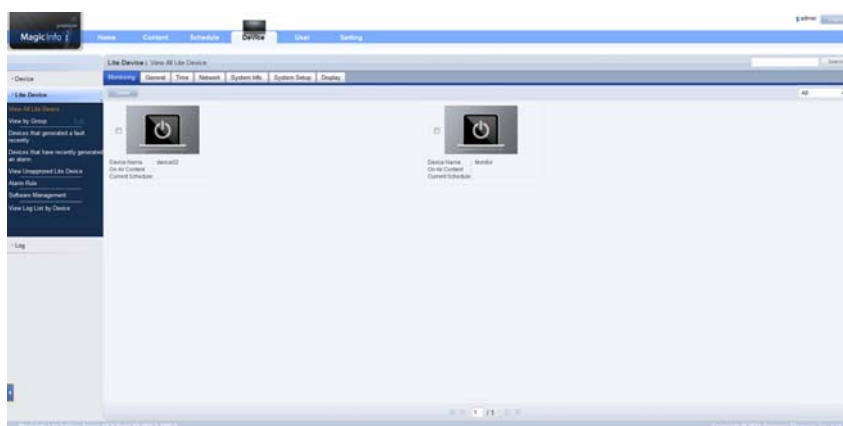 premium
MagicInfo i
Home Content Schedule Device User Setting
admin
Lite Device | View All Lite Device
Search
Device
Monitoring General Time Network System Info. System Setup Display
Lite Device
All
View All Lite Device
View by Group Edit
Devices that generated a fault recently
Devices that have recently generated an alarm
View Unapproved Lite Device
Alarm Rule
Software Management
View Log List by Device
Device Name : device02
On Air Content :
Current Schedule:
Device Name : Monitor
On Air Content :
Current Schedule:
Log
1 /1